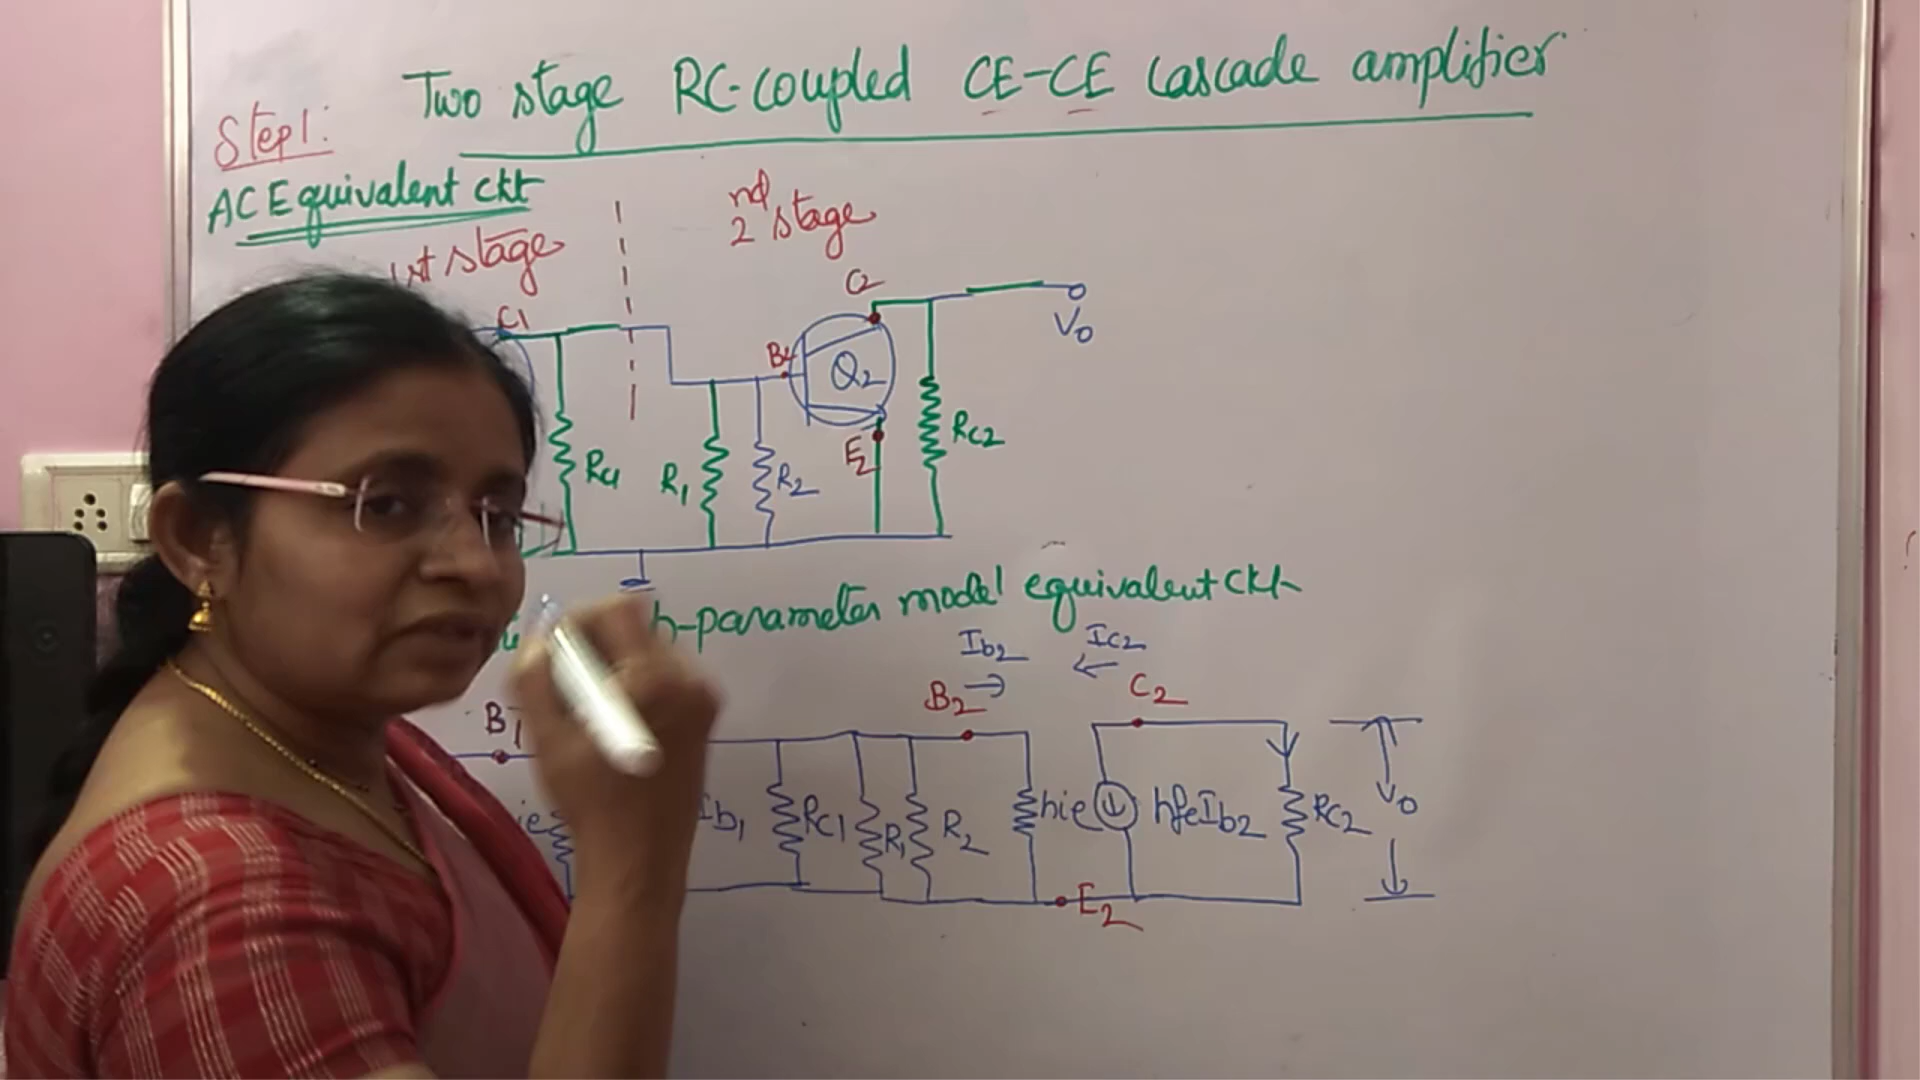 Two stage RC-coupled CE-CE cascade amplifier
Step1:
AC Equivalent ckt
1st stage
2nd stage
C1
C2
Vo
B2
Q2
E2
RC1
R1
R2
RC2
h-parameter model equivalent ckt
Ib2
Ic2
B1
B2
C2
Ib1
RC1
R1
R2
hie
hfeIb2
RC2
Vo
E2